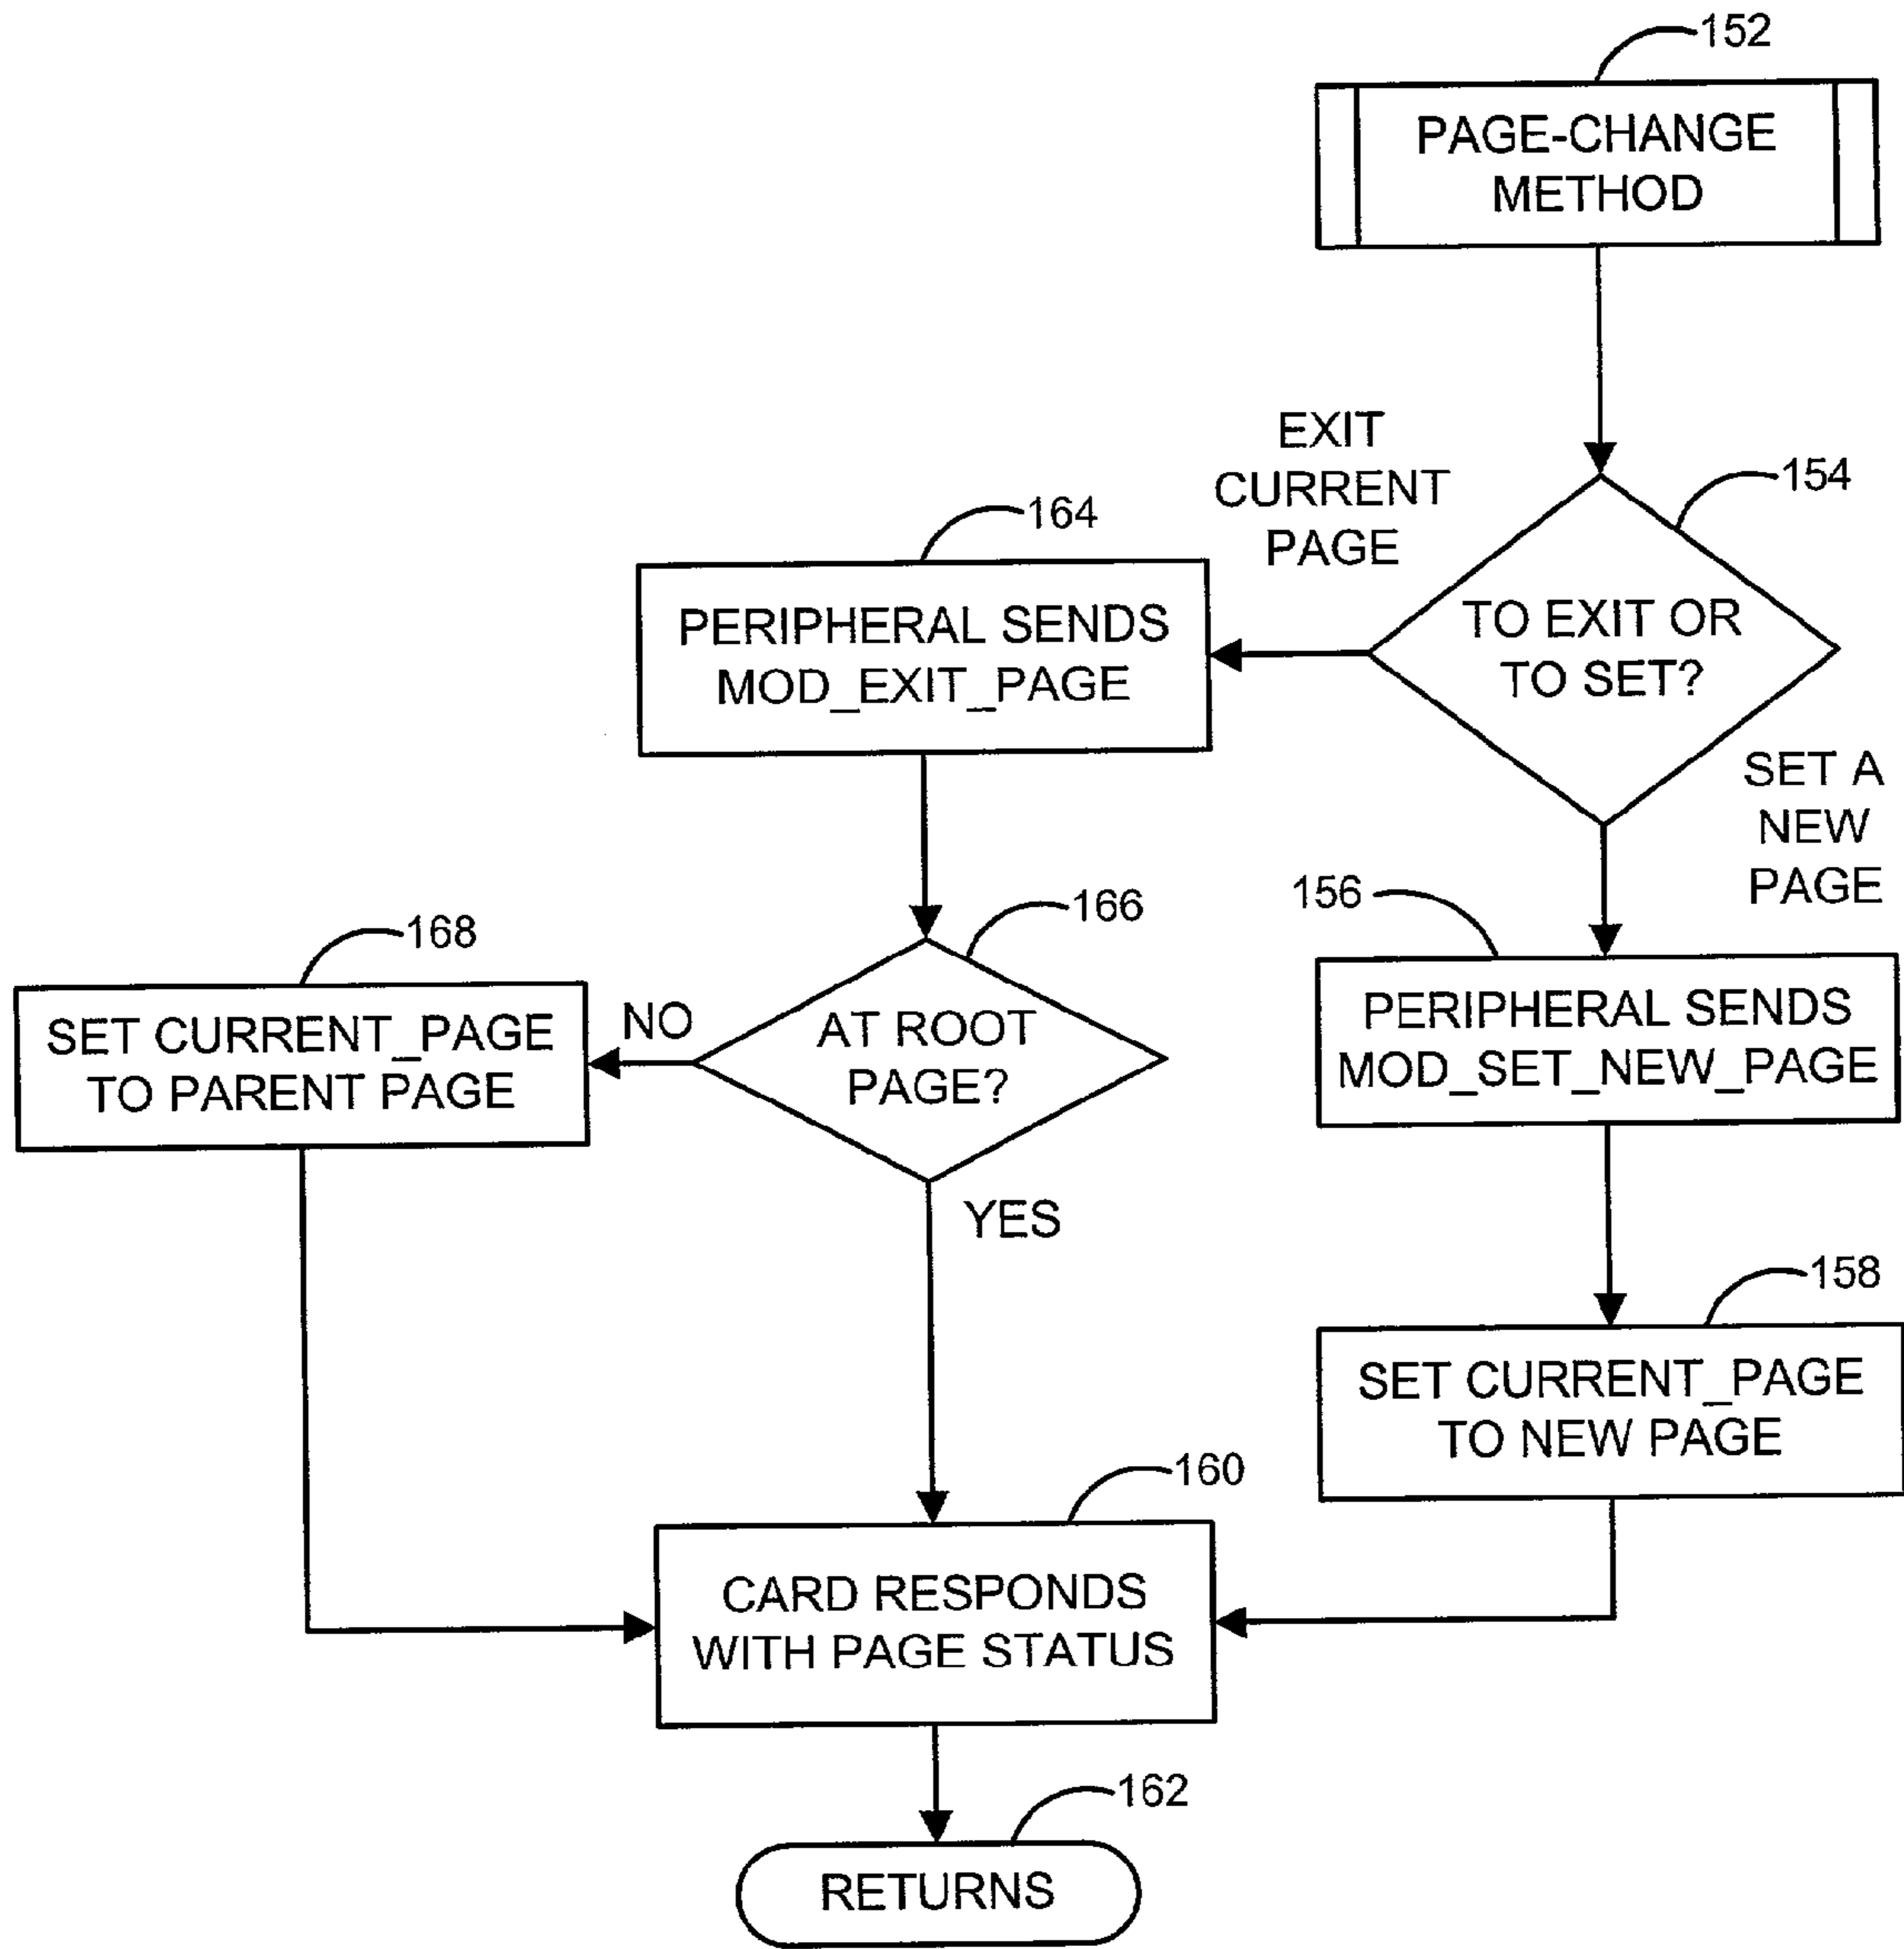 152
PAGE-CHANGE
METHOD
EXIT
CURRENT
PAGE
154
TO EXIT OR
TO SET?
164
PERIPHERAL SENDS
MOD_EXIT_PAGE
SET A
NEW
PAGE
156
PERIPHERAL SENDS
MOD_SET_NEW_PAGE
166
AT ROOT
PAGE?
NO
168
SET CURRENT_PAGE
TO PARENT PAGE
YES
158
SET CURRENT_PAGE
TO NEW PAGE
160
CARD RESPONDS
WITH PAGE STATUS
162
RETURNS